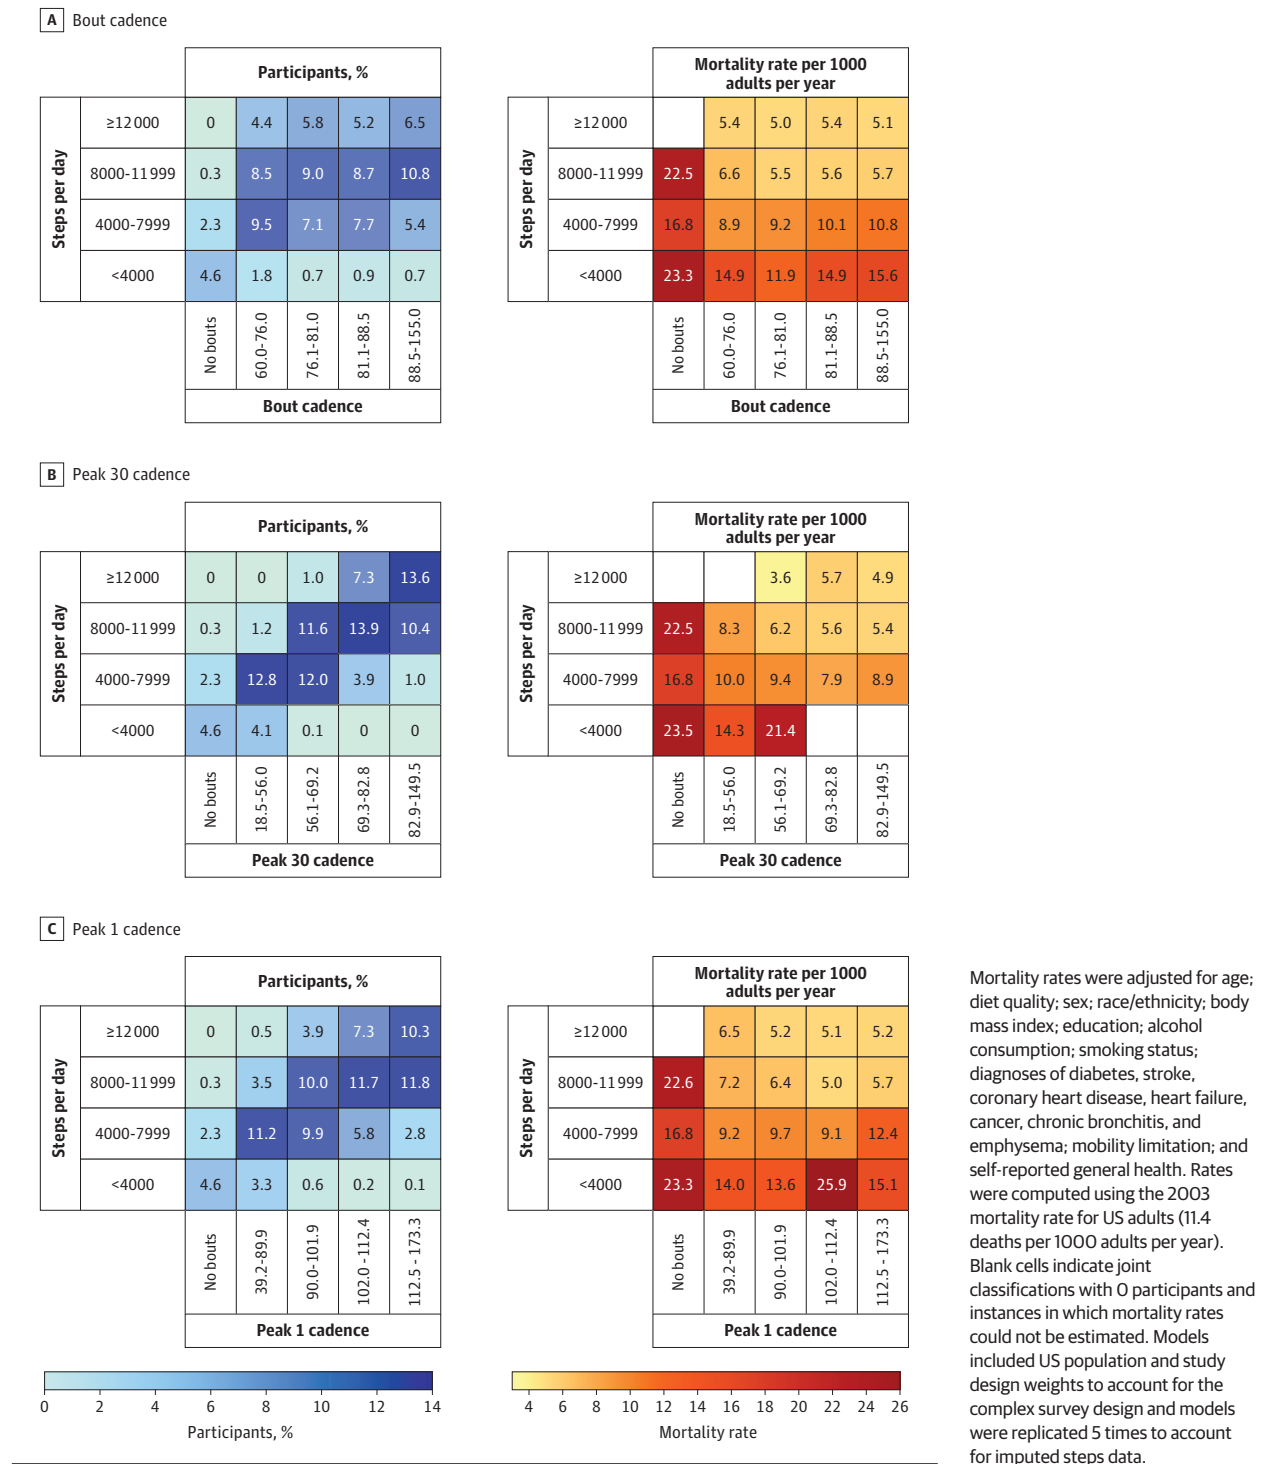 A Bout cadence
Participants, %
Steps per day
≥12 000 0 4.4 5.8 5.2 6.5
8000-11 999 0.3 8.5 9.0 8.7 10.8
4000-7999 2.3 9.5 7.1 7.7 5.4
<4000 4.6 1.8 0.7 0.9 0.7
No bouts 60.0-76.0 76.1-81.0 81.1-88.5 88.5-155.0
Bout cadence
Mortality rate per 1000
adults per year
Steps per day
≥12 000 5.4 5.0 5.4 5.1
8000-11 999 22.5 6.6 5.5 5.6 5.7
4000-7999 16.8 8.9 9.2 10.1 10.8
<4000 23.3 14.9 11.9 14.9 15.6
No bouts 60.0-76.0 76.1-81.0 81.1-88.5 88.5-155.0
Bout cadence
B Peak 30 cadence
Participants, %
Steps per day
≥12 000 0 0 1.0 7.3 13.6
8000-11 999 0.3 1.2 11.6 13.9 10.4
4000-7999 2.3 12.8 12.0 3.9 1.0
<4000 4.6 4.1 0.1 0 0
No bouts 18.5-56.0 56.1-69.2 69.3-82.8 82.9-149.5
Peak 30 cadence
Mortality rate per 1000
adults per year
Steps per day
≥12 000 3.6 5.7 4.9
8000-11 999 22.5 8.3 6.2 5.6 5.4
4000-7999 16.8 10.0 9.4 7.9 8.9
<4000 23.5 14.3 21.4
No bouts 18.5-56.0 56.1-69.2 69.3-82.8 82.9-149.5
Peak 30 cadence
C Peak 1 cadence
Participants, %
Steps per day
≥12 000 0 0.5 3.9 7.3 10.3
8000-11 999 0.3 3.5 10.0 11.7 11.8
4000-7999 2.3 11.2 9.9 5.8 2.8
<4000 4.6 3.3 0.6 0.2 0.1
No bouts 39.2-89.9 90.0-101.9 102.0 -112.4 112.5 - 173.3
Peak 1 cadence
Mortality rate per 1000
adults per year
Steps per day
≥12 000 6.5 5.2 5.1 5.2
8000-11 999 22.6 7.2 6.4 5.0 5.7
4000-7999 16.8 9.2 9.7 9.1 12.4
<4000 23.3 14.0 13.6 25.9 15.1
No bouts 39.2-89.9 90.0-101.9 102.0 -112.4 112.5 - 173.3
Peak 1 cadence
0 2 4 6 8 10 12 14
Participants, %
4 6 8 10 12 14 16 18 20 22 24 26
Mortality rate
Mortality rates were adjusted for age;
diet quality; sex; race/ethnicity; body
mass index; education; alcohol
consumption; smoking status;
diagnoses of diabetes, stroke,
coronary heart disease, heart failure,
cancer, chronic bronchitis, and
emphysema; mobility limitation; and
self-reported general health. Rates
were computed using the 2003
mortality rate for US adults (11.4
deaths per 1000 adults per year).
Blank cells indicate joint
classifications with 0 participants and
instances in which mortality rates
could not be estimated. Models
included US population and study
design weights to account for the
complex survey design and models
were replicated 5 times to account
for imputed steps data.